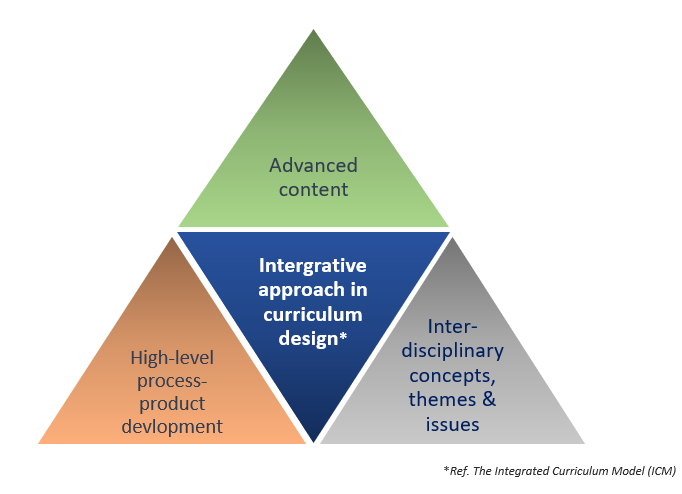 Advanced
content
Intergrative
approach in
curriculum
design*
High-level
process-
product
devlopment
Inter-
disciplinary
concepts,
themes &
issues
*Ref. The Integrated Curriculum Model (ICM)